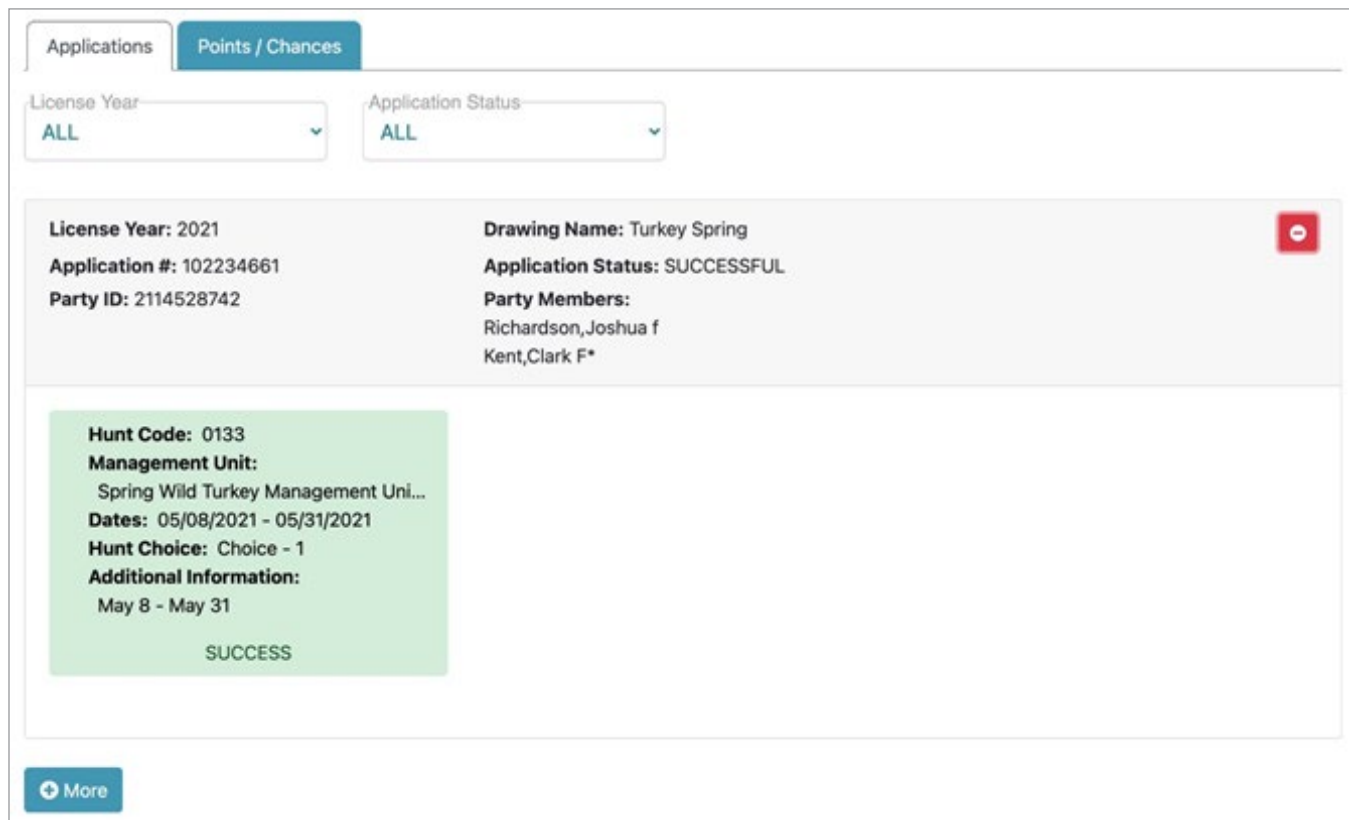 Applications
Points / Chances
License Year
ALL
Application Status
ALL
License Year: 2021
Drawing Name: Turkey Spring
Application #: 102234661
Application Status: SUCCESSFUL
Party ID: 2114528742
Party Members:
Richardson,Joshua f
Kent,Clark F*
Hunt Code: 0133
Management Unit:
Spring Wild Turkey Management Uni...
Dates: 05/08/2021 - 05/31/2021
Hunt Choice: Choice - 1
Additional Information:
May 8 - May 31
SUCCESS
More